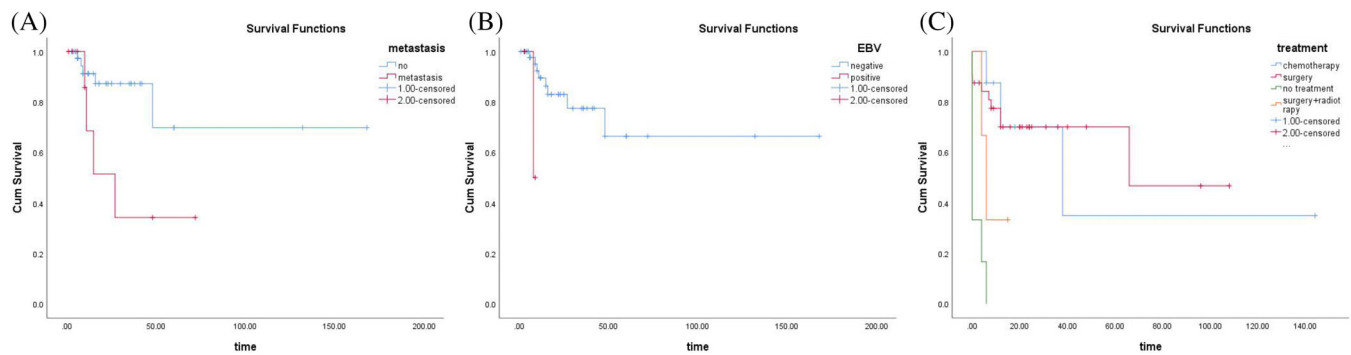 (A)
Survival Functions
metastasis
no
metastasis
1.00-censored
2.00-censored
Cum Survival
1.0
0.8
0.6
0.4
0.2
0.0
.00 50.00 100.00 150.00 200.00
time
(B)
Survival Functions
EBV
negative
positive
1.00-censored
2.00-censored
Cum Survival
1.0
0.8
0.6
0.4
0.2
0.0
.00 50.00 100.00 150.00 200.00
time
(C)
Survival Functions
treatment
chemotherapy
surgery
no treatment
surgery+radiot
rapy
1.00-censored
2.00-censored
...
Cum Survival
1.0
0.8
0.6
0.4
0.2
0.0
.00 20.00 40.00 60.00 80.00 100.00 120.00 140.00
time